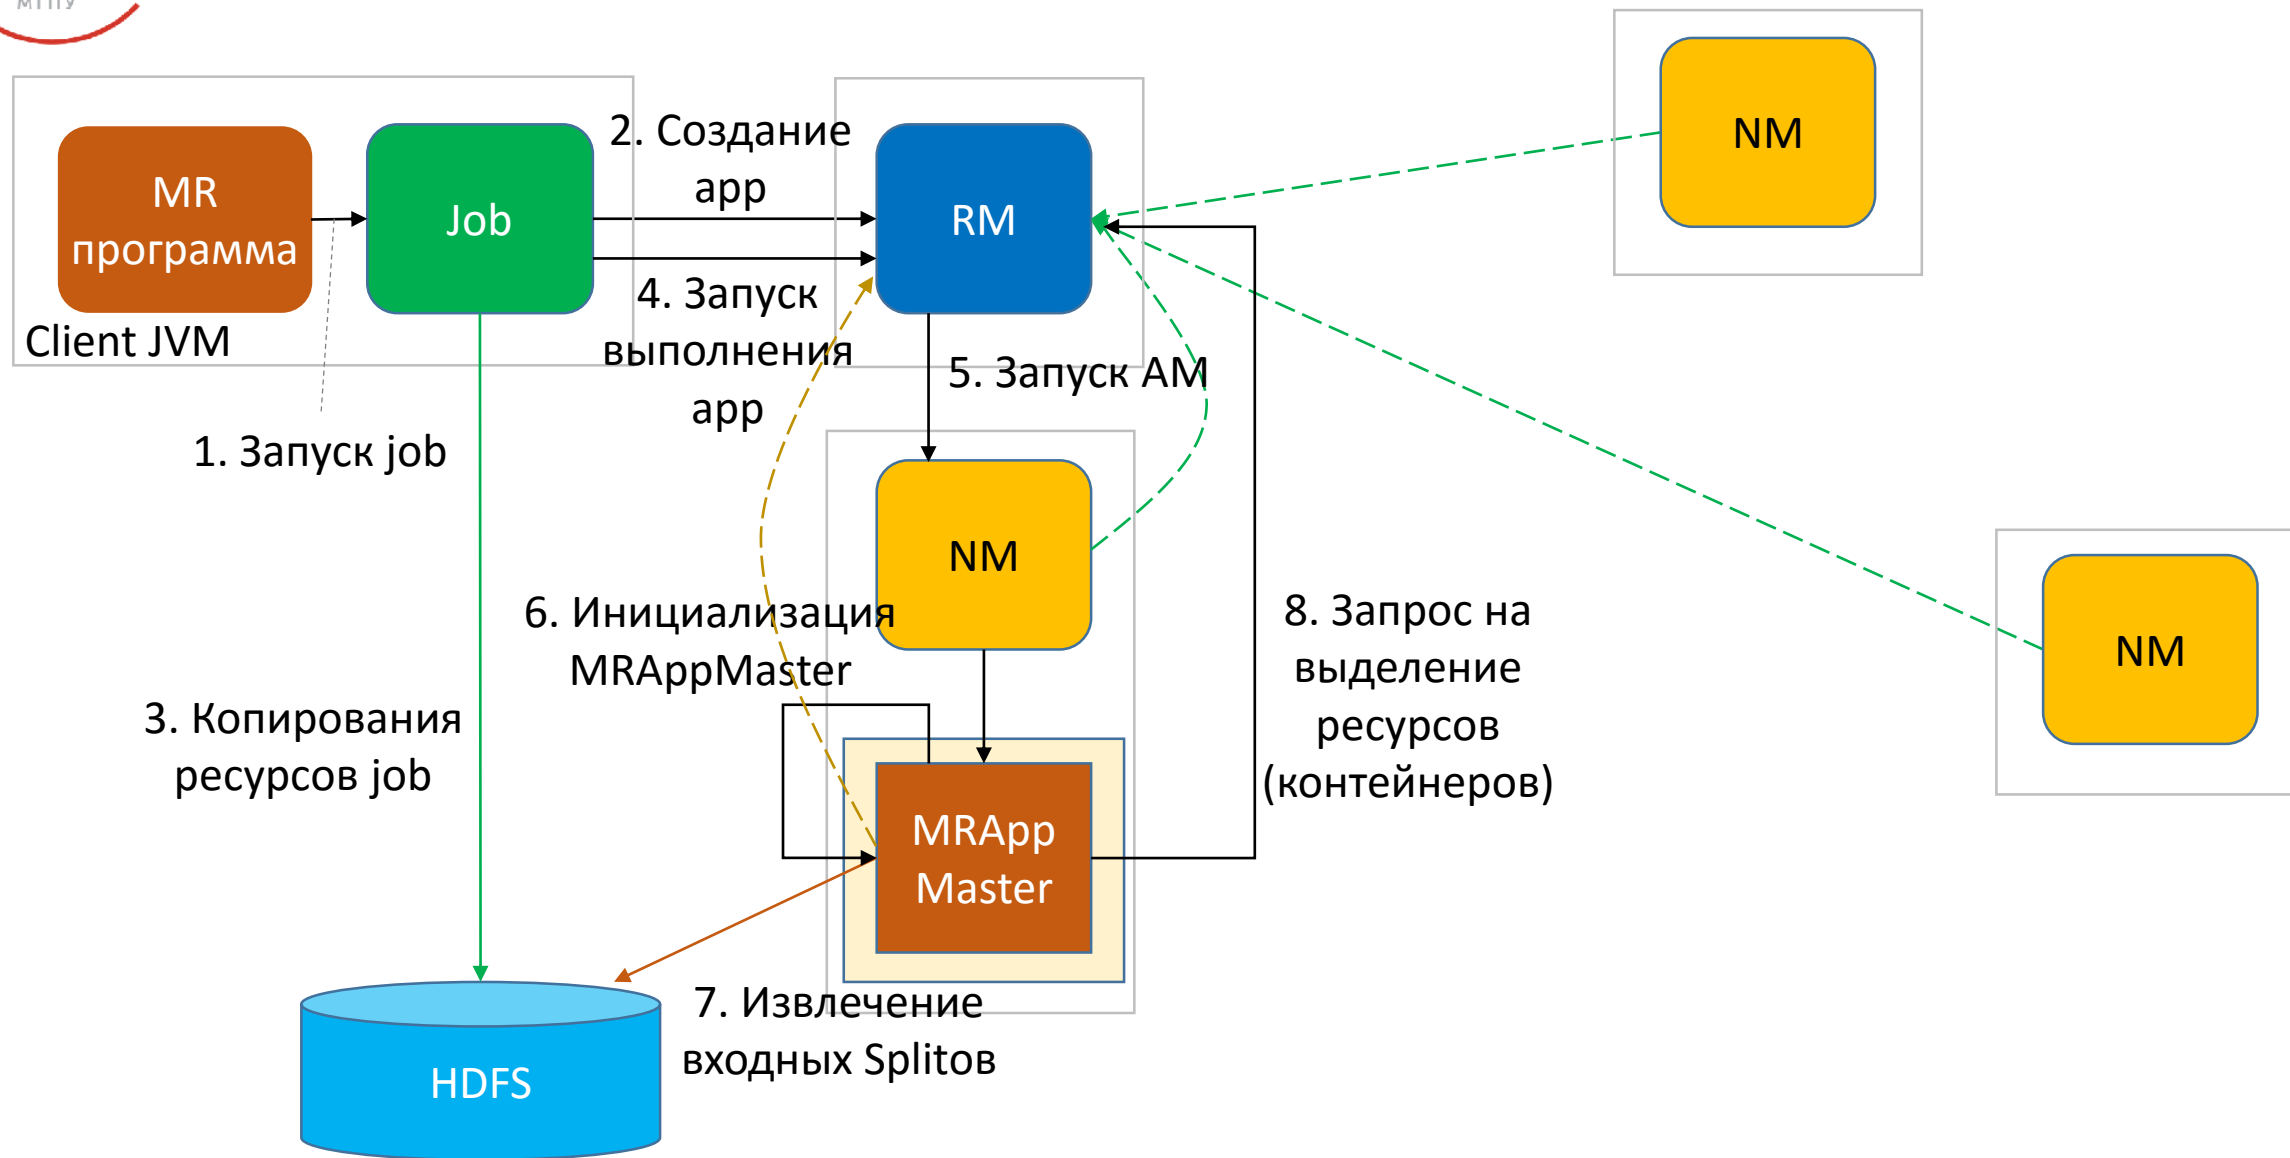 МГППУ
MR
программа
Job
Client JVM
1. Запуск job
2. Создание
app
4. Запуск
выполнения
app
RM
5. Запуск AM
NM
NM
NM
6. Инициализация
MRAppMaster
3. Копирования
ресурсов job
8. Запрос на
выделение
ресурсов
(контейнеров)
MRApp
Master
7. Извлечение
входных Splitов
HDFS